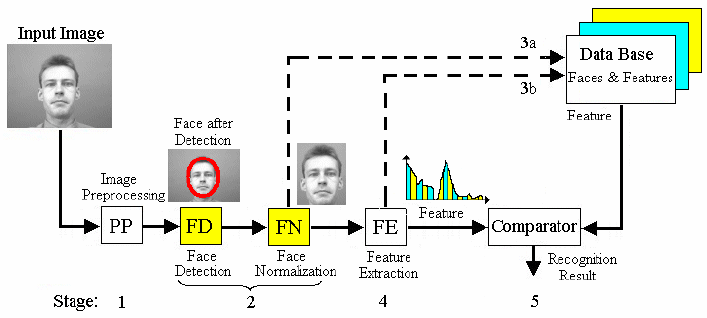 Input Image
3a
3b
Data Base
Faces & Features
Feature
Face after
Detection
Image
Preprocessing
PP
FD
FN
FE
Feature
Comparator
Face
Detection
Face
Normalization
Feature
Extraction
Recognition
Result
Stage: 1 2 4 5